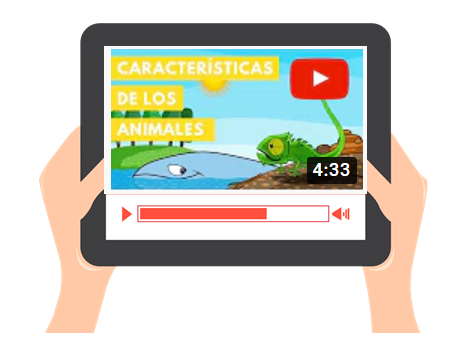 CARACTERÍSTICAS
DE LOS
ANIMALES
4:33